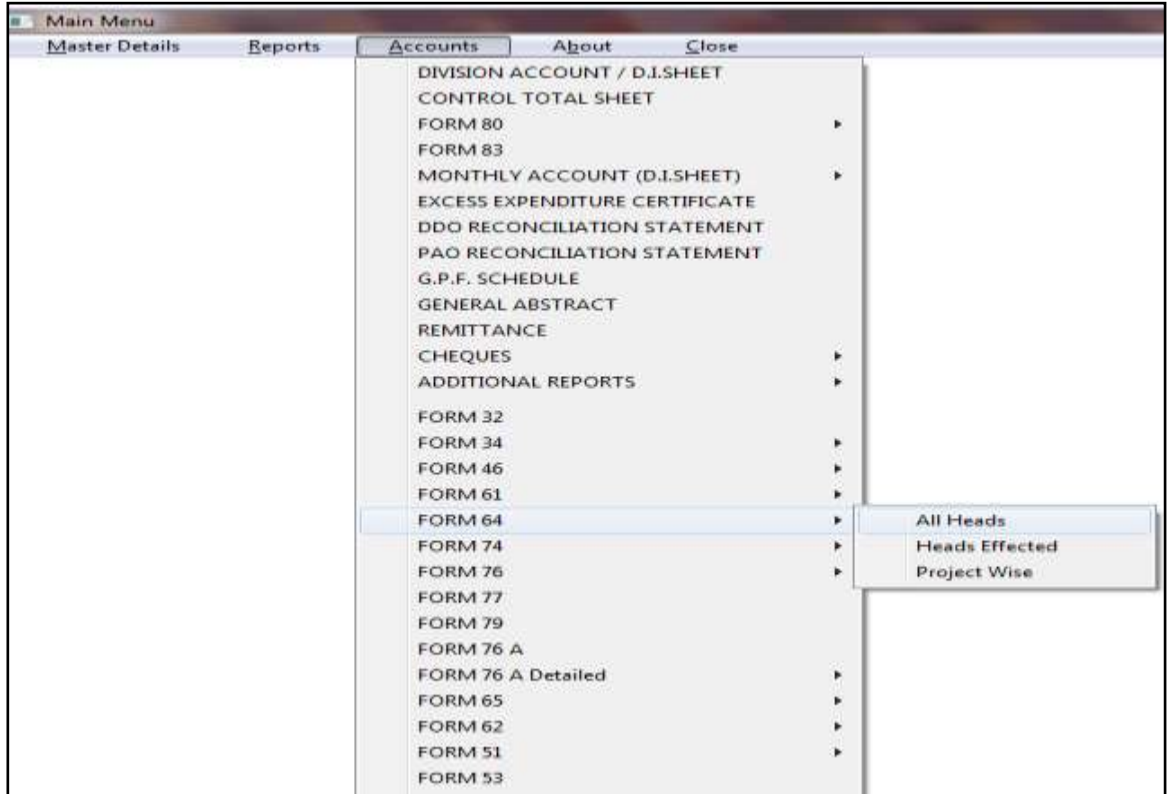 Main Menu
Master Details Reports Accounts About Close
DIVISION ACCOUNT / D.I.SHEET
CONTROL TOTAL SHEET
FORM 80
FORM 83
MONTHLY ACCOUNT (D.I.SHEET)
EXCESS EXPENDITURE CERTIFICATE
DDO RECONCILIATION STATEMENT
PAO RECONCILIATION STATEMENT
G.P.F. SCHEDULE
GENERAL ABSTRACT
REMITTANCE
CHEQUES
ADDITIONAL REPORTS
FORM 32
FORM 34
FORM 46
FORM 61
FORM 64
FORM 74
FORM 76
FORM 77
FORM 79
FORM 76 A
FORM 76 A Detailed
FORM 65
FORM 62
FORM 51
FORM 53
All Heads
Heads Effected
Project Wise